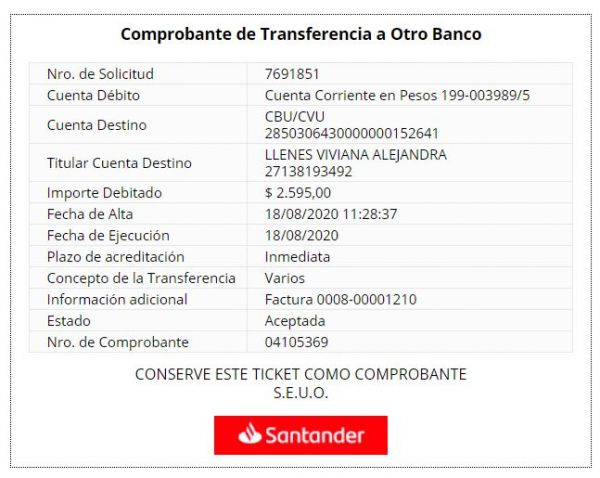 Comprobante de Transferencia a Otro Banco
Nro. de Solicitud 7691851
Cuenta Débito Cuenta Corriente en Pesos 199-003989/5
Cuenta Destino CBU/CVU
2850306430000000152641
Titular Cuenta Destino LLENES VIVIANA ALEJANDRA
27138193492
Importe Debitado $ 2.595,00
Fecha de Alta 18/08/2020 11:28:37
Fecha de Ejecución 18/08/2020
Plazo de acreditación Inmediata
Concepto de la Transferencia Varios
Información adicional Factura 0008-00001210
Estado Aceptada
Nro. de Comprobante 04105369
CONSERVE ESTE TICKET COMO COMPROBANTE
S.E.U.O.
Santander